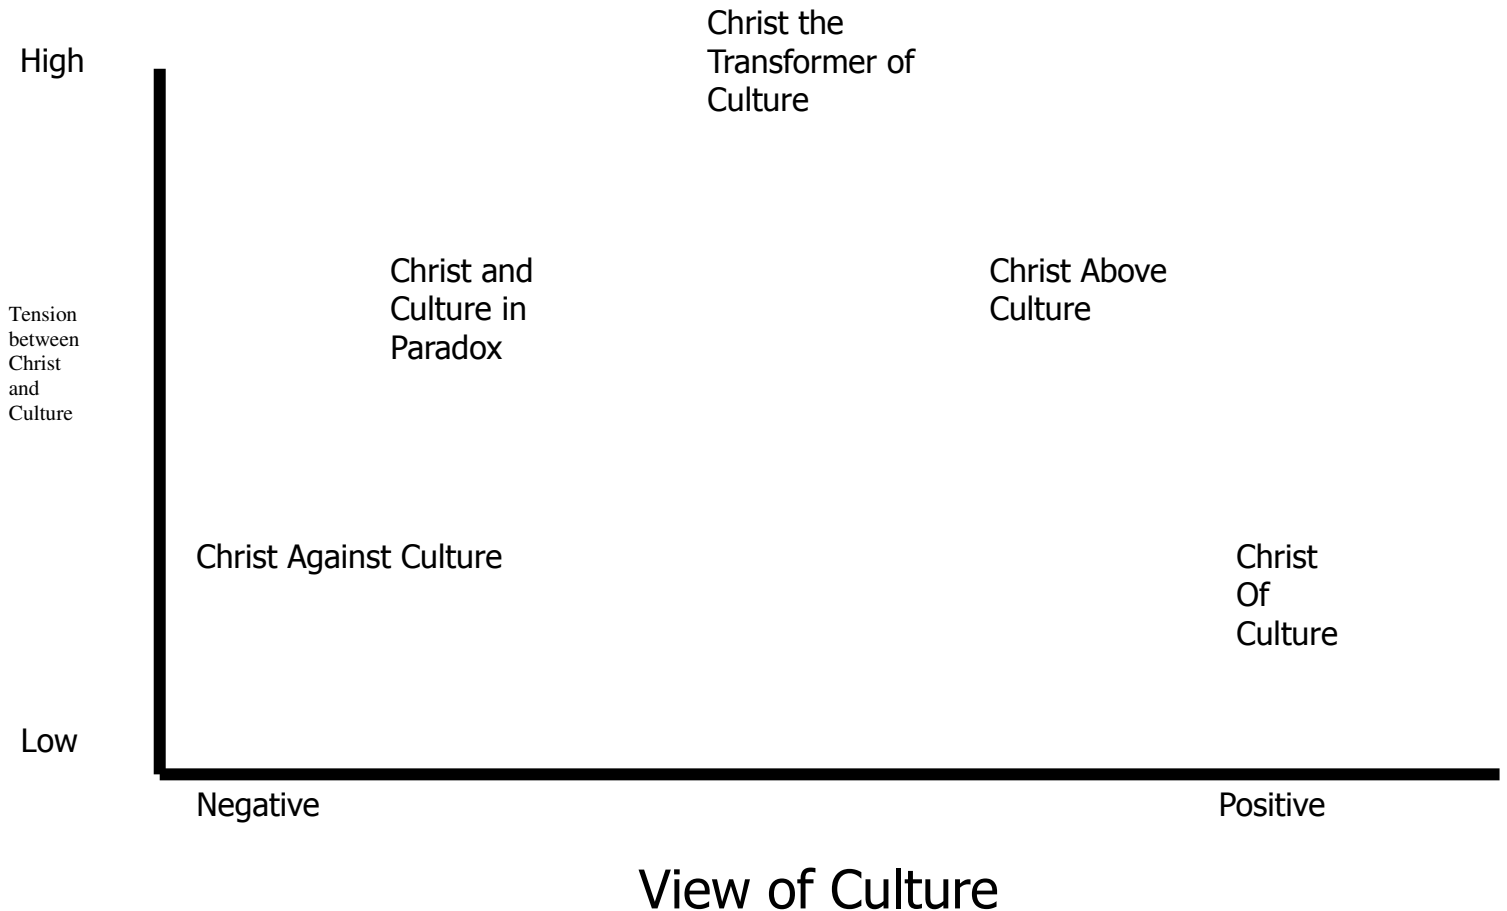 Christ the
Transformer of
Culture
High
Christ and
Culture in
Paradox
Christ Above
Culture
Tension
between
Christ
and
Culture
Christ Against Culture
Christ
Of
Culture
Low
Negative
Positive
View of Culture